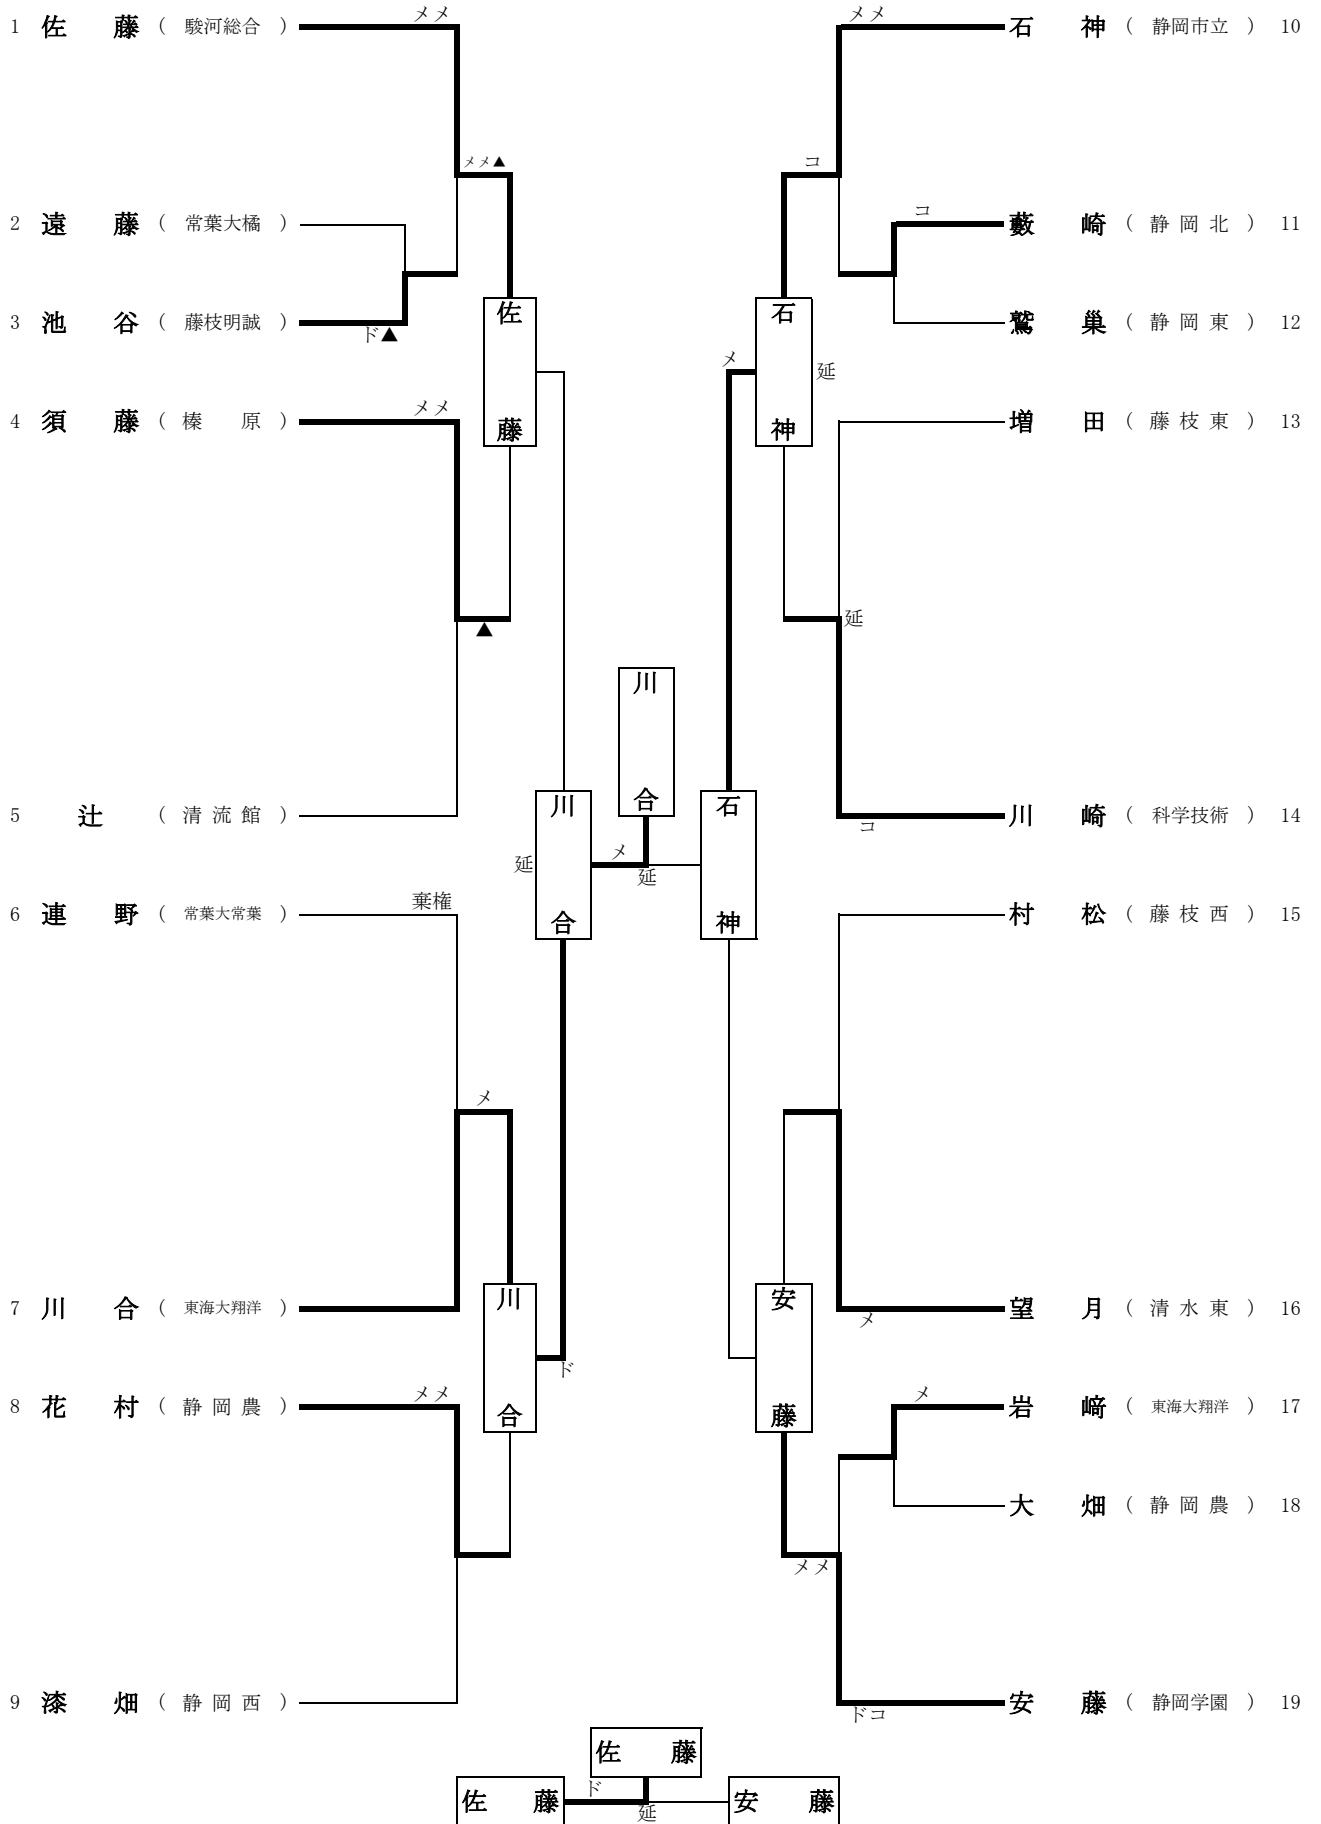 メメ メメ
1 佐 藤 ( 駿河総合 ) 石 神 ( 静岡市立 ) 10
メメ▲ コ
コ
2 遠 藤 ( 常葉大橘 ) 藪 崎 ( 静 岡 北 ) 11
佐 石
3 池 谷 ( 藤枝明誠 ) 鷲 巣 ( 静 岡 東 ) 12
ド▲
メ 延
メメ
4 須 藤 ( 榛 原 ) 増 田 ( 藤 枝 東 ) 13
藤 神
延
▲
川
合
川 石
5 辻 ( 清 流 館 ) 川 崎 ( 科学技術 ) 14
コ
延 メ
延
棄権
6 連 野 ( 常葉大常葉 ) 村 松 ( 藤 枝 西 ) 15
合 神
メ
川 安
7 川 合 ( 東海大翔洋 ) 望 月 ( 清 水 東 ) 16
メ
ド
メメ メ
8 花 村 ( 静 岡 農 ) 岩 﨑 ( 東海大翔洋 ) 17
合 藤
大 畑 ( 静 岡 農 ) 18
メメ
9 漆 畑 ( 静 岡 西 ) 安 藤 ( 静岡学園 ) 19
ドコ
佐 藤
ド
佐 藤 安 藤
延